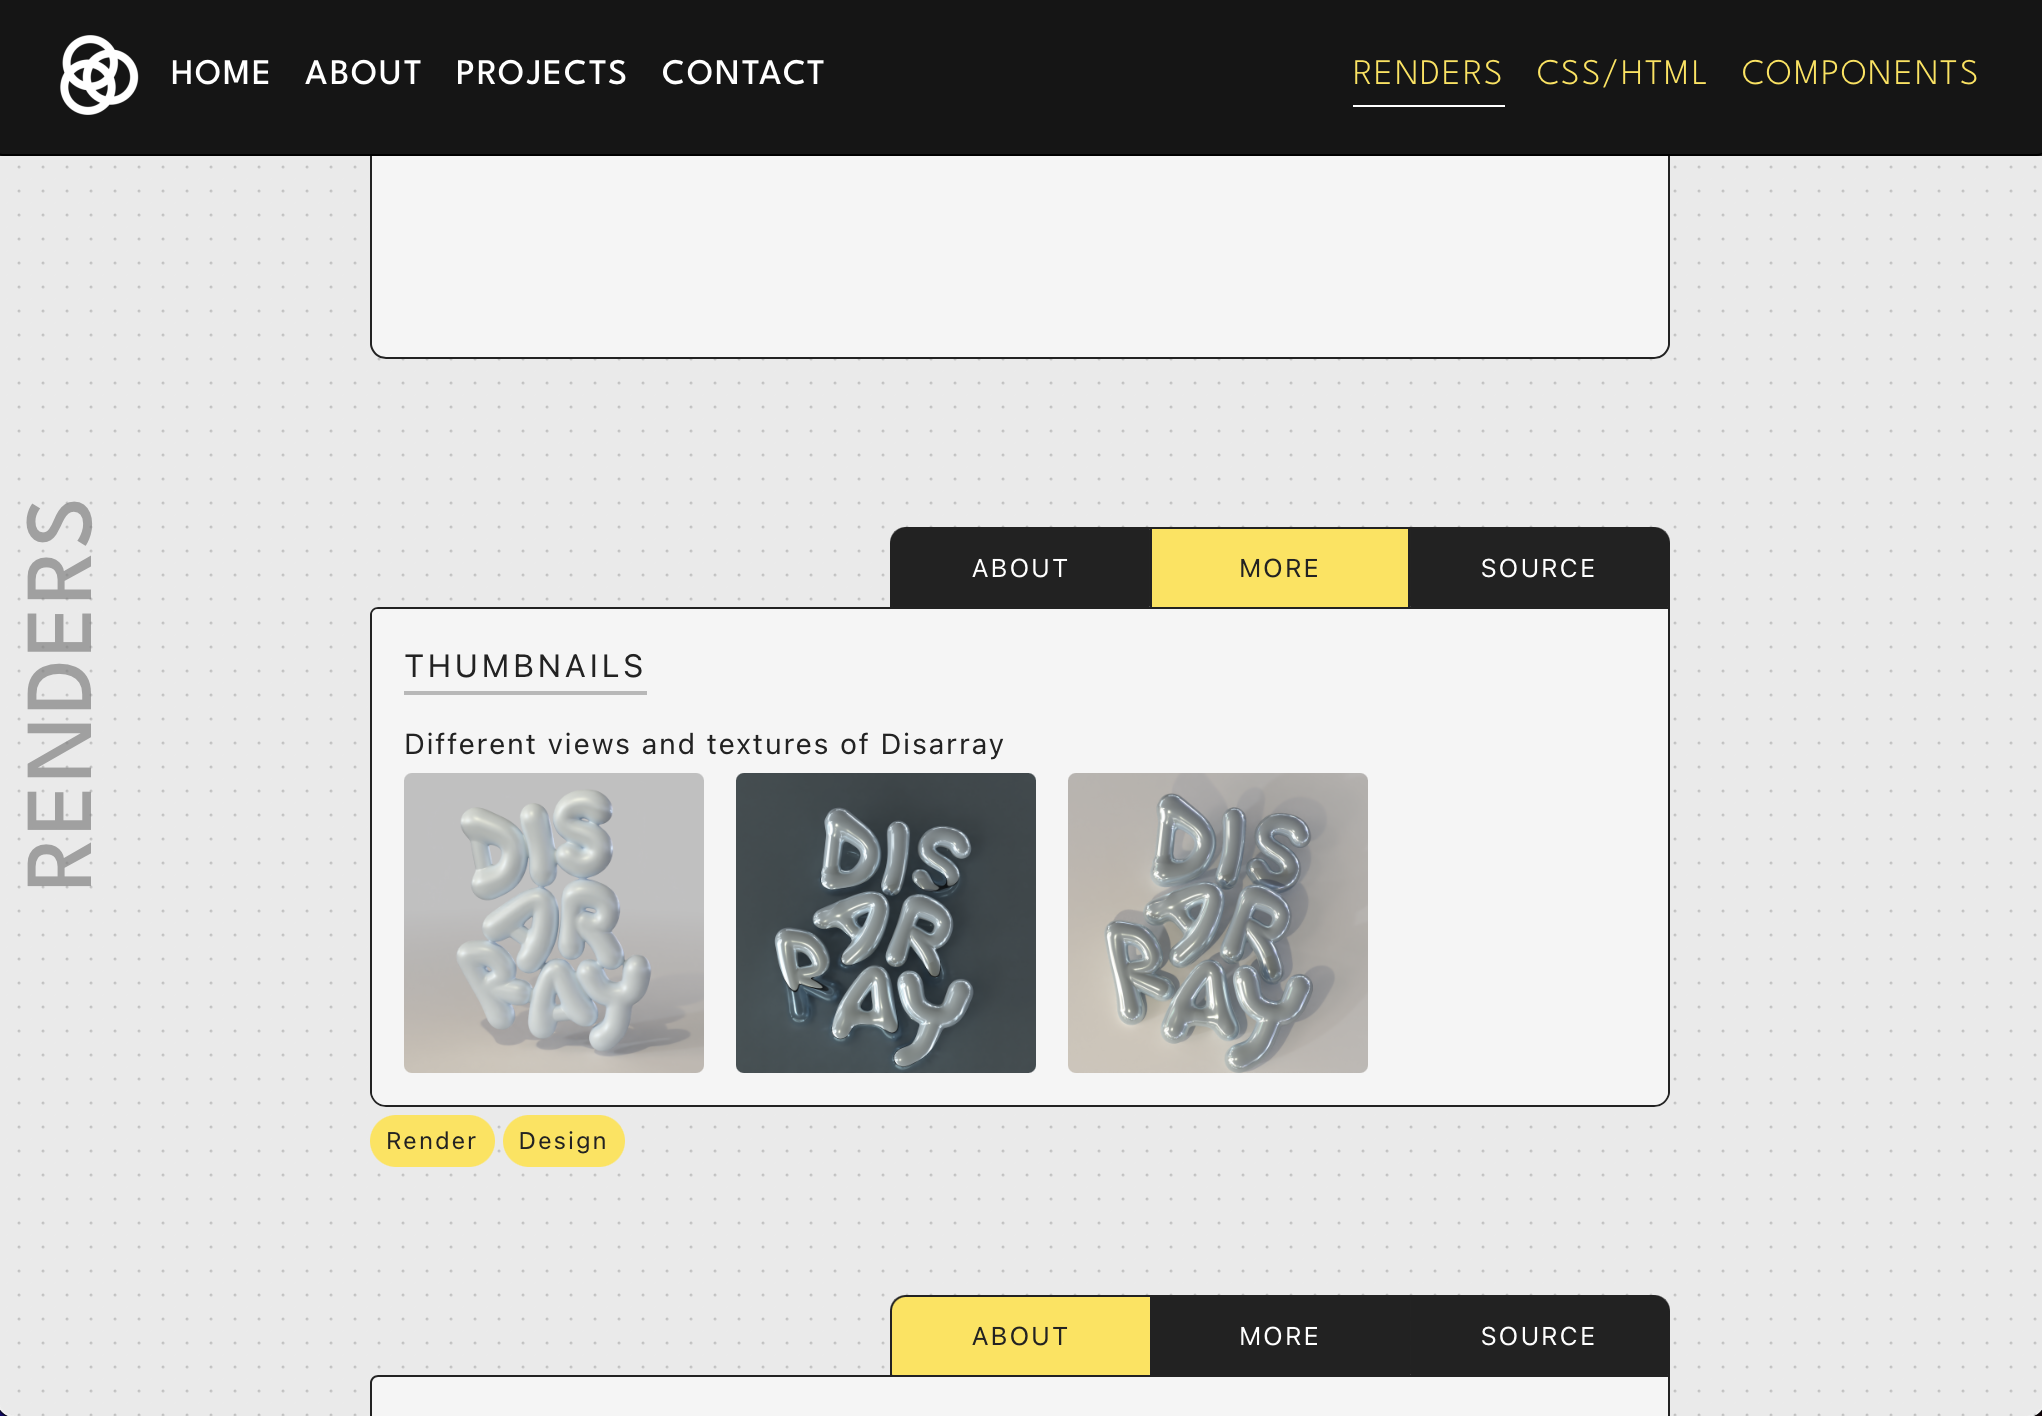 HOME ABOUT PROJECTS CONTACT RENDERS CSS/HTML COMPONENTS
RENDERS
ABOUT MORE SOURCE
THUMBNAILS
Different views and textures of Disarray
DIS
AR
RAY
DIS
AR
RAY
DIS
AR
RAY
Render Design
ABOUT MORE SOURCE